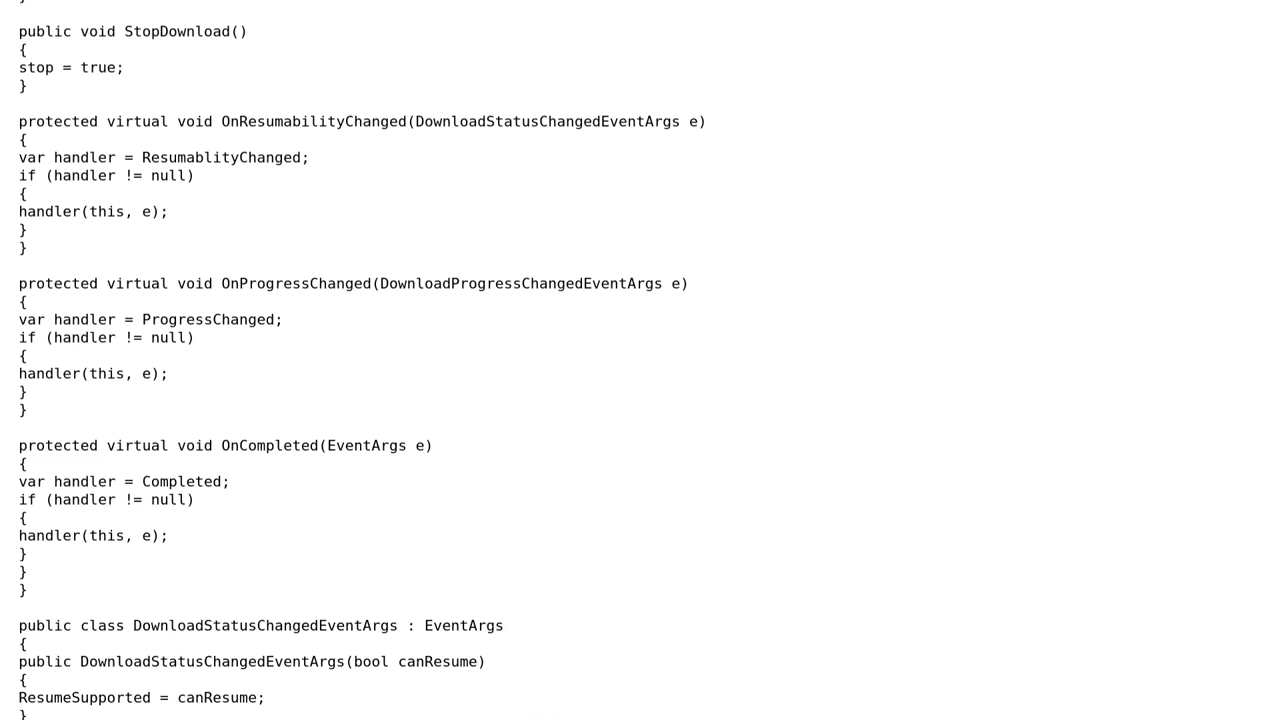 }
public void StopDownload()
{
stop = true;
}
protected virtual void OnResumabilityChanged(DownloadStatusChangedEventArgs e)
{
var handler = ResumablityChanged;
if (handler != null)
{
handler(this, e);
}
}
protected virtual void OnProgressChanged(DownloadProgressChangedEventArgs e)
{
var handler = ProgressChanged;
if (handler != null)
{
handler(this, e);
}
}
protected virtual void OnCompleted(EventArgs e)
{
var handler = Completed;
if (handler != null)
{
handler(this, e);
}
}
}
public class DownloadStatusChangedEventArgs : EventArgs
{
public DownloadStatusChangedEventArgs(bool canResume)
{
ResumeSupported = canResume;
}